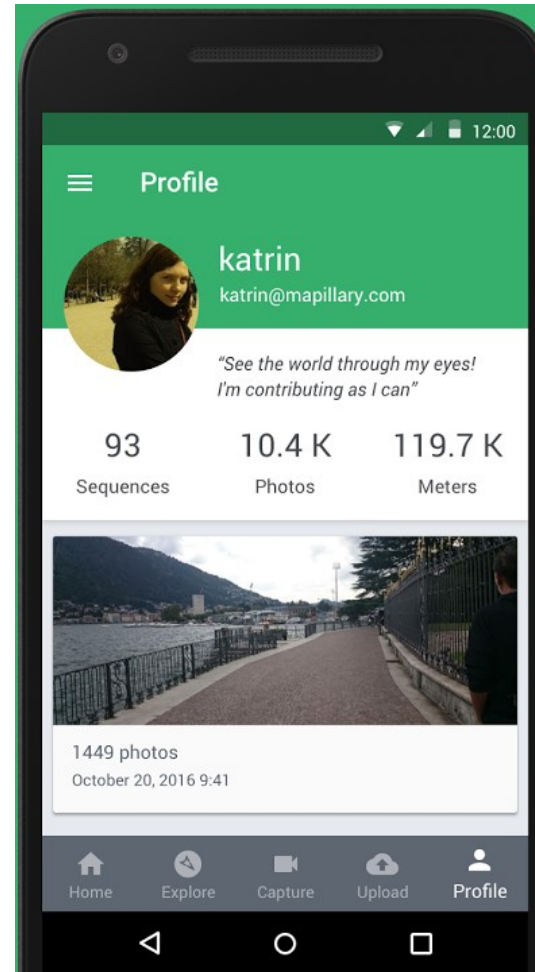 12:00
Profile
katrin
katrin@mapillary.com
“See the world through my eyes!
I'm contributing as I can”
93 10.4 K 119.7 K
Sequences Photos Meters
1449 photos
October 20, 2016 9:41
Home Explore Capture Upload Profile